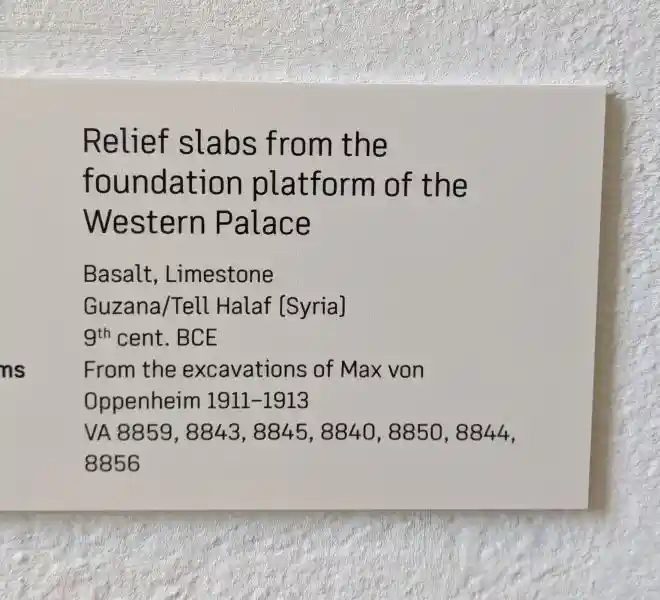 Relief slabs from the
foundation platform of the
Western Palace
Basalt, Limestone
Guzana/Tell Halaf (Syria)
9th cent. BCE
ms
From the excavations of Max von
Oppenheim 1911–1913
VA 8859, 8843, 8845, 8840, 8850, 8844,
8856